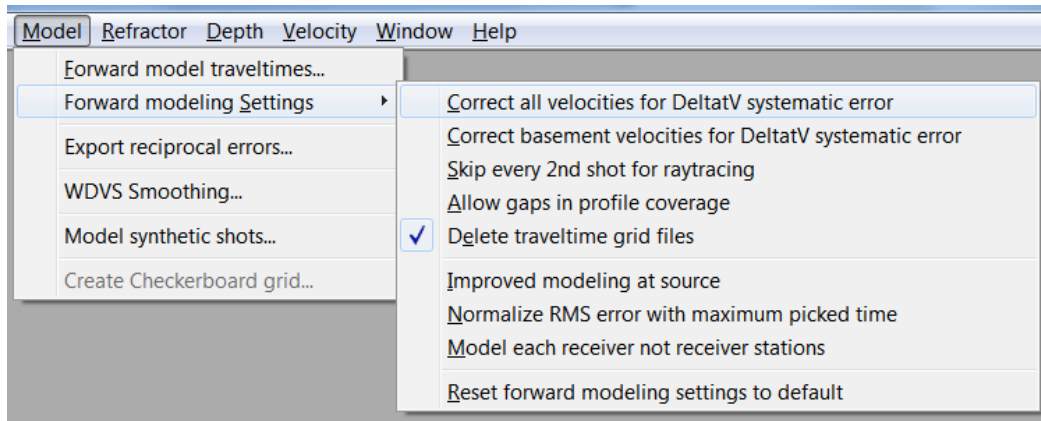 Model Refractor Depth Velocity Window Help
Forward model traveltimes...
Forward modeling Settings
Export reciprocal errors...
WDVS Smoothing...
Model synthetic shots...
Create Checkerboard grid...
Correct all velocities for DeltatV systematic error
Correct basement velocities for DeltatV systematic error
Skip every 2nd shot for raytracing
Allow gaps in profile coverage
Delete traveltime grid files
Improved modeling at source
Normalize RMS error with maximum picked time
Model each receiver not receiver stations
Reset forward modeling settings to default